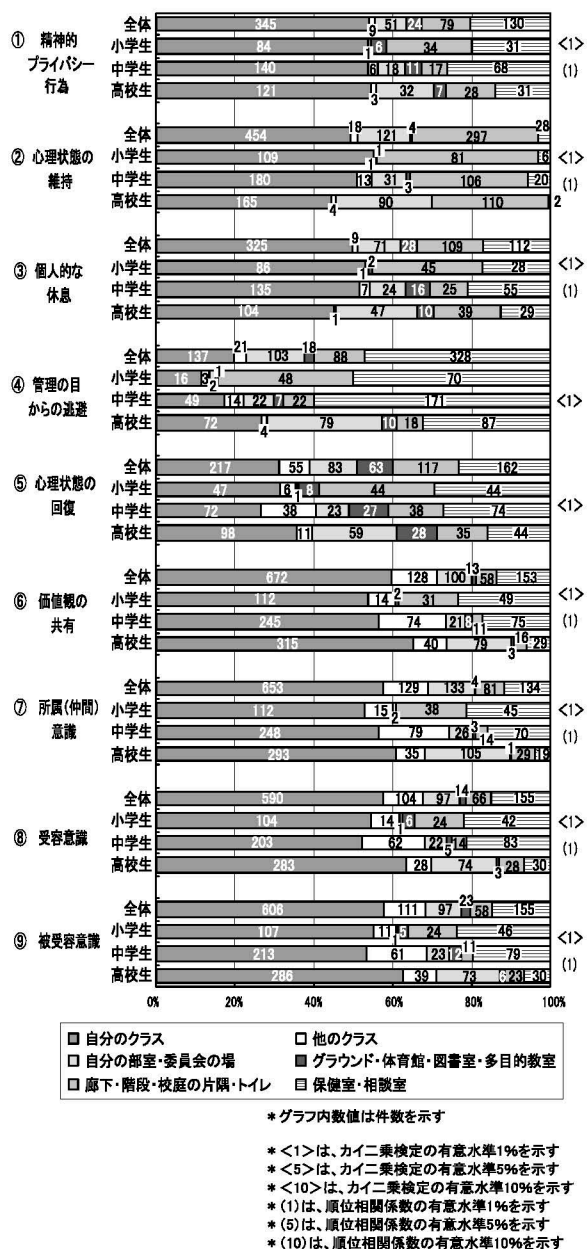 345 9 51 24 79 130
全体
① 精神的
プライバシー
行為
小学生 84 1 6 34 31 <1>
中学生 140 6 18 11 17 68 (1)
高校生 121 3 32 7 28 31
全体 454 18 121 4 297 28
② 心理状態の
維持
小学生 109 1 1 81 6 <1>
中学生 180 13 31 3 106 20 (1)
高校生 165 4 90 110 2
全体 325 9 71 28 109 112
③ 個人的な
休息
小学生 86 1 2 45 28 <1>
中学生 135 7 24 16 25 55 (1)
高校生 104 1 47 10 39 29
全体 137 21 103 18 88 328
④ 管理の目
からの逃避
小学生 16 3 2 1 48 70
中学生 49 14 22 7 22 171 <1>
高校生 72 4 79 10 18 87
全体 217 55 83 63 117 162
⑤ 心理状態の
回復
小学生 47 6 1 8 44 44
中学生 72 38 23 27 38 74 <1>
高校生 98 11 59 28 35 44
全体 672 128 100 13 58 153
⑥ 価値観の
共有
小学生 112 14 2 31 49 <1>
中学生 245 74 21 8 11 75 (1)
高校生 315 40 79 3 16 29
全体 653 129 133 4 81 134
⑦ 所属(仲間)
意識
小学生 112 15 2 38 45 <1>
中学生 248 79 26 3 14 70 (1)
高校生 293 35 105 1 29 19
全体 590 104 97 14 66 155
⑧ 受容意識
小学生 104 14 1 6 24 42 <1>
中学生 203 62 22 5 14 83 (1)
高校生 283 28 74 3 28 30
全体 606 111 97 23 58 155
⑨ 被受容意識
小学生 107 11 1 5 24 46 <1>
中学生 213 61 23 12 11 79 (1)
高校生 286 39 73 6 23 30
0% 20% 40% 60% 80% 100%
自分のクラス 他のクラス
自分の部室・委員会の場 グラウンド・体育館・図書室・多目的教室
廊下・階段・校庭の片隅・トイレ 保健室・相談室
*グラフ内数値は件数を示す
*<1>は、カイ二乗検定の有意水準1%を示す
*<5>は、カイ二乗検定の有意水準5%を示す
*<10>は、カイ二乗検定の有意水準10%を示す
*(1)は、順位相関係数の有意水準1%を示す
*(5)は、順位相関係数の有意水準5%を示す
*(10)は、順位相関係数の有意水準10%を示す